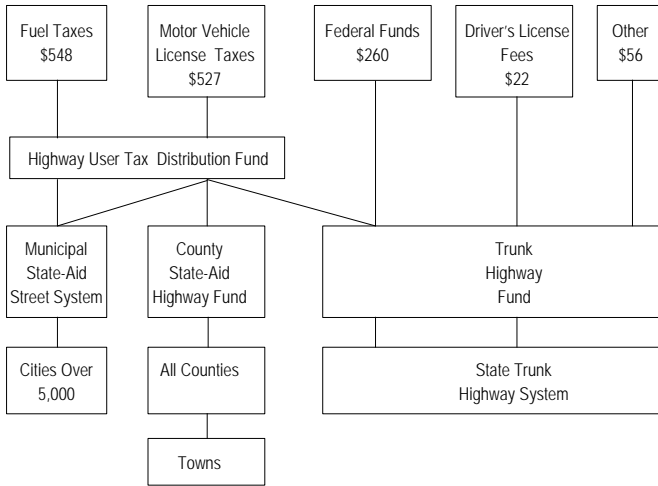 Fuel Taxes
$548
Motor Vehicle
License Taxes
$527
Federal Funds
$260
Driver's License
Fees
$22
Other
$56
Highway User Tax Distribution Fund
Municipal
State-Aid
Street System
County
State-Aid
Highway Fund
Trunk
Highway
Fund
Cities Over
5,000
All Counties
State Trunk
Highway System
Towns